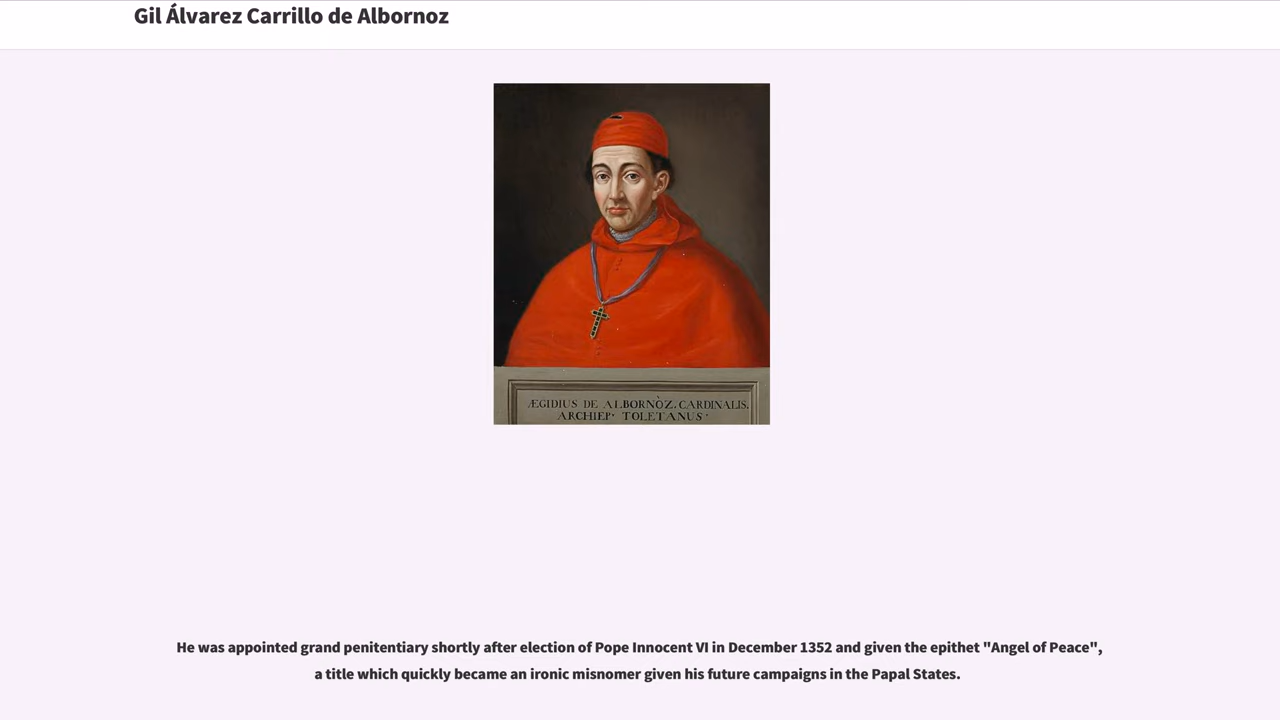 Gil Álvarez Carrillo de Albornoz
ÆGIDIUS DE ALBORNÒZ. CARDINALIS.
ARCHIEP· TOLETANUS·
He was appointed grand penitentiary shortly after election of Pope Innocent VI in December 1352 and given the epithet "Angel of Peace",
a title which quickly became an ironic misnomer given his future campaigns in the Papal States.